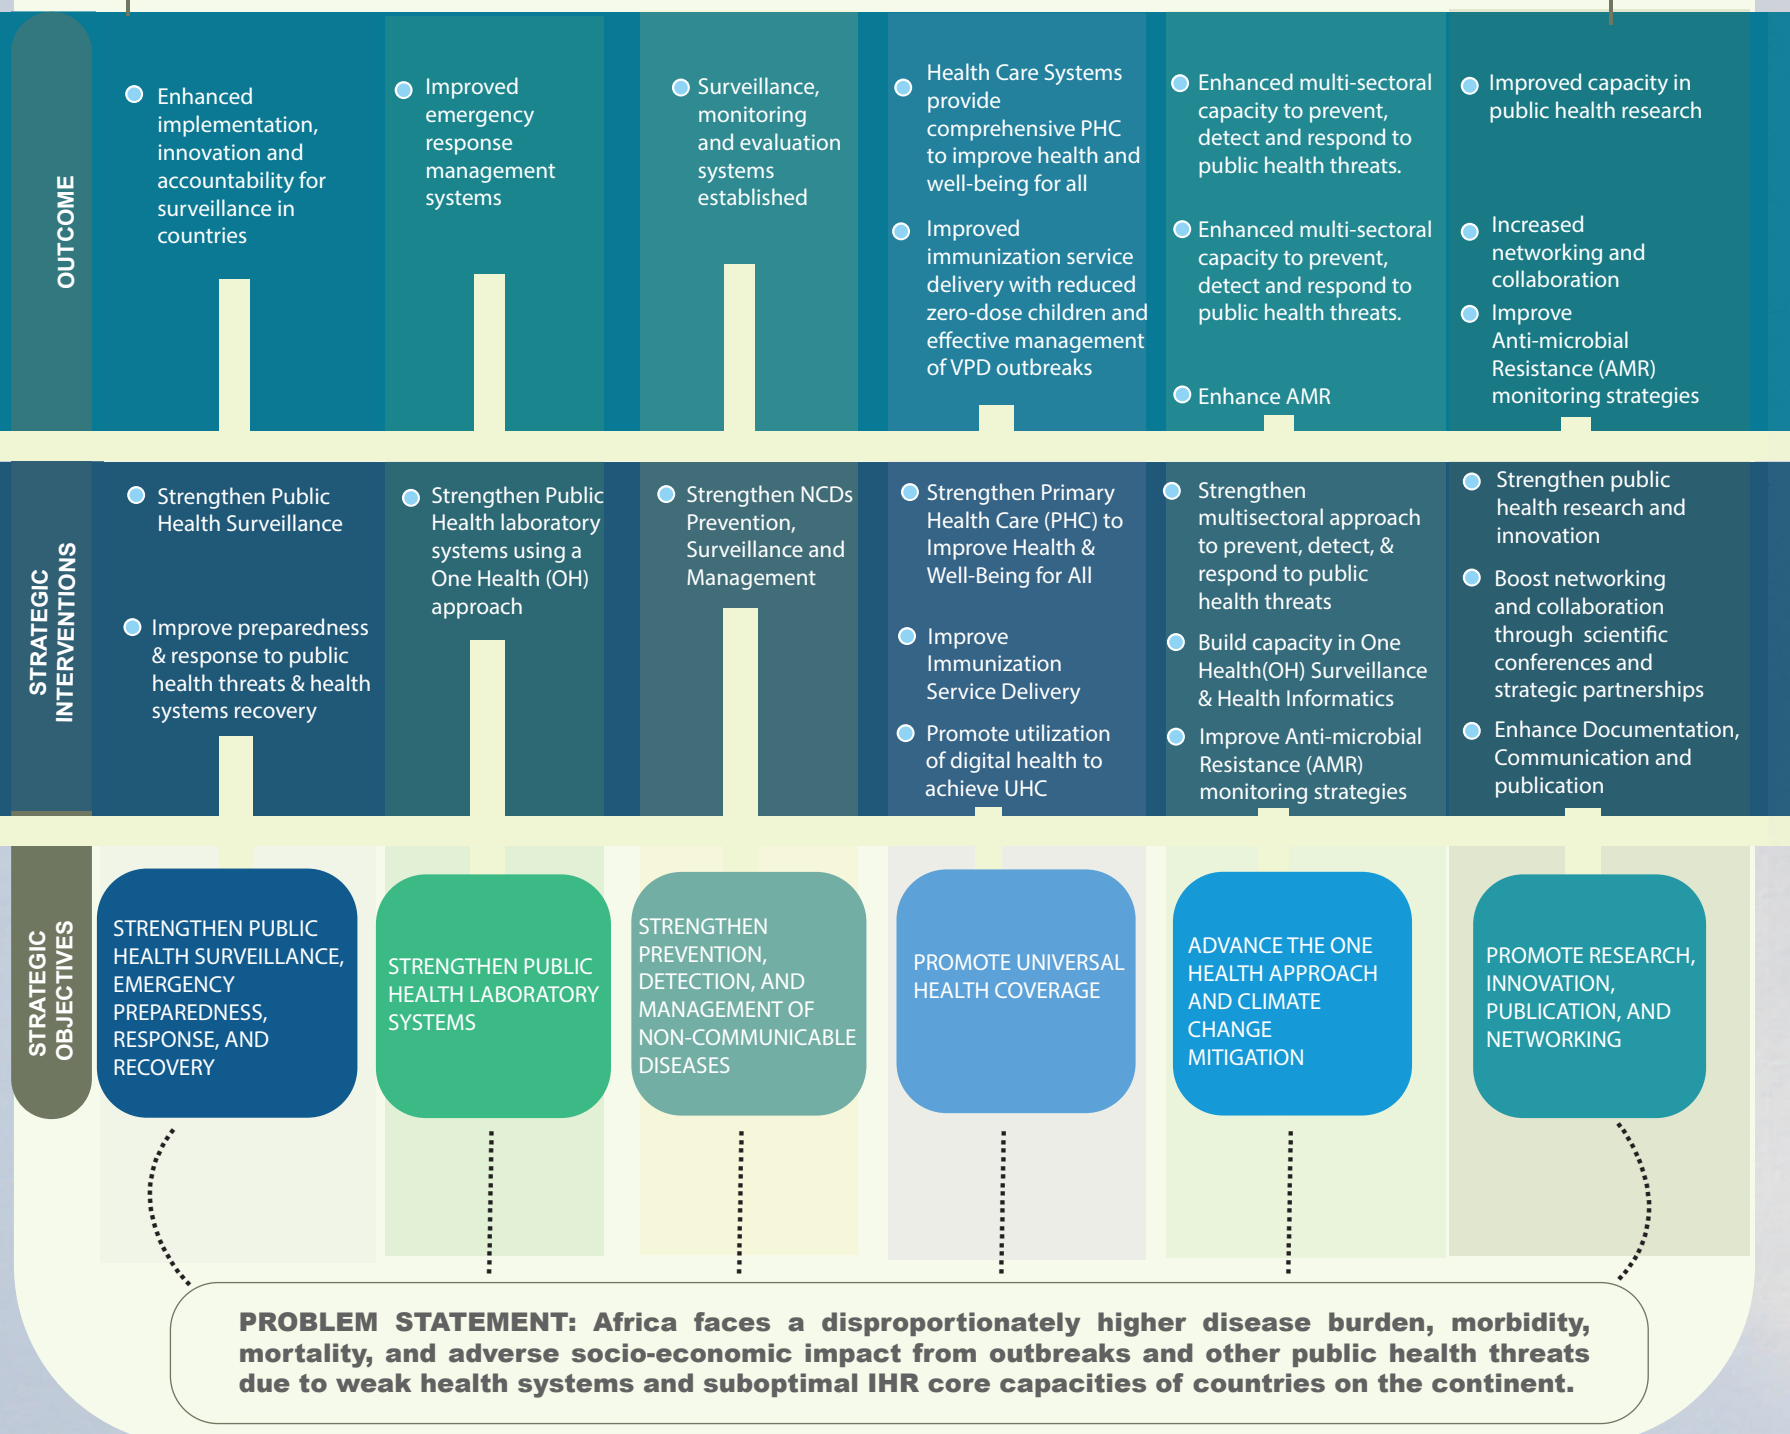 OUTCOME
Enhanced
implementation,
innovation and
accountability for
surveillance in
countries
Improved
emergency
response
management
systems
Surveillance,
monitoring
and evaluation
systems
established
Health Care Systems
provide
comprehensive PHC
to improve health and
well-being for all
Improved
immunization service
delivery with reduced
zero-dose children and
effective management
of VPD outbreaks
Enhanced multi-sectoral
capacity to prevent,
detect and respond to
public health threats.
Enhanced multi-sectoral
capacity to prevent,
detect and respond to
public health threats.
Enhance AMR
Improved capacity in
public health research
Increased
networking and
collaboration
Improve
Anti-microbial
Resistance (AMR)
monitoring strategies
STRATEGIC
INTERVENTIONS
Strengthen Public
Health Surveillance
Improve preparedness
& response to public
health threats & health
systems recovery
Strengthen Public
Health laboratory
systems using a
One Health (OH)
approach
Strengthen NCDs
Prevention,
Surveillance and
Management
Strengthen Primary
Health Care (PHC) to
Improve Health &
Well-Being for All
Improve
Immunization
Service Delivery
Promote utilization
of digital health to
achieve UHC
Strengthen
multisectoral approach
to prevent, detect, &
respond to public
health threats
Build capacity in One
Health(OH) Surveillance
& Health Informatics
Improve Anti-microbial
Resistance (AMR)
monitoring strategies
Strengthen public
health research and
innovation
Boost networking
and collaboration
through scientific
conferences and
strategic partnerships
Enhance Documentation,
Communication and
publication
STRATEGIC
OBJECTIVES
STRENGTHEN PUBLIC
HEALTH SURVEILLANCE,
EMERGENCY
PREPAREDNESS,
RESPONSE, AND
RECOVERY
STRENGTHEN PUBLIC
HEALTH LABORATORY
SYSTEMS
STRENGTHEN
PREVENTION,
DETECTION, AND
MANAGEMENT OF
NON-COMMUNICABLE
DISEASES
PROMOTE UNIVERSAL
HEALTH COVERAGE
ADVANCE THE ONE
HEALTH APPROACH
AND CLIMATE
CHANGE
MITIGATION
PROMOTE RESEARCH,
INNOVATION,
PUBLICATION, AND
NETWORKING
PROBLEM STATEMENT: Africa faces a disproportionately higher disease burden, morbidity,
mortality, and adverse socio-economic impact from outbreaks and other public health threats
due to weak health systems and suboptimal IHR core capacities of countries on the continent.